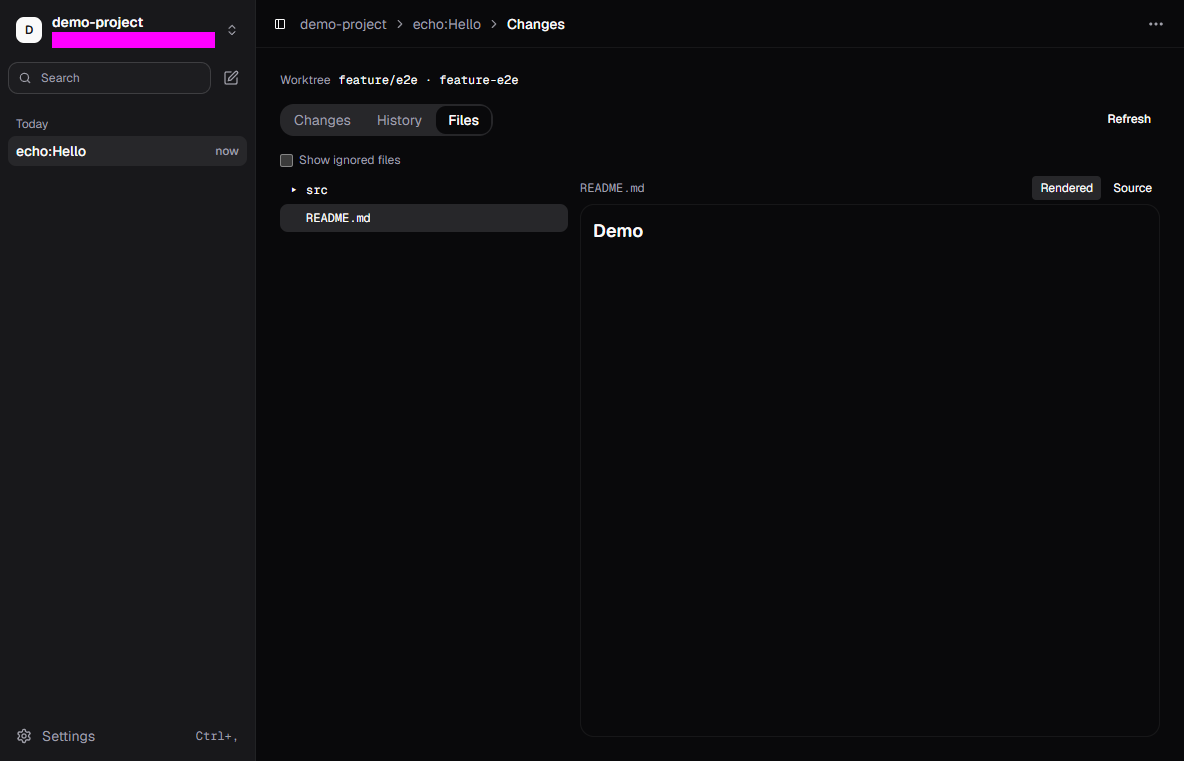 D
demo-project
Search
Today
echo:Hello now
Settings Ctrl+,
demo-project > echo:Hello > Changes
Worktree feature/e2e · feature-e2e
Changes History Files
Refresh
Show ignored files
src
README.md
README.md
Rendered Source
Demo